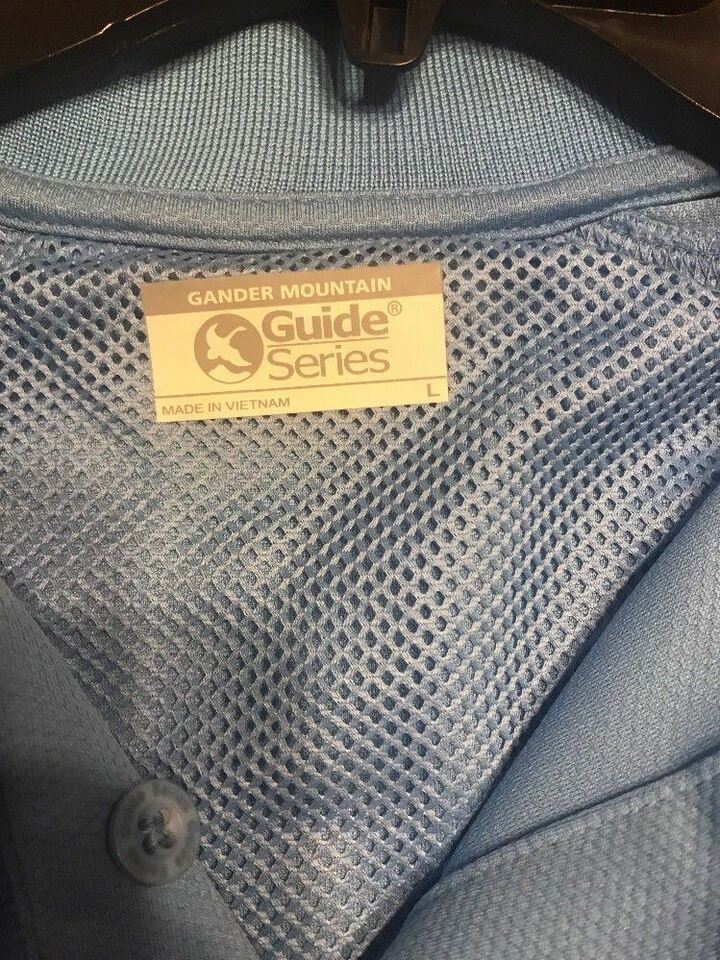 GANDER MOUNTAIN
Guide®
Series
L
MADE IN VIETNAM